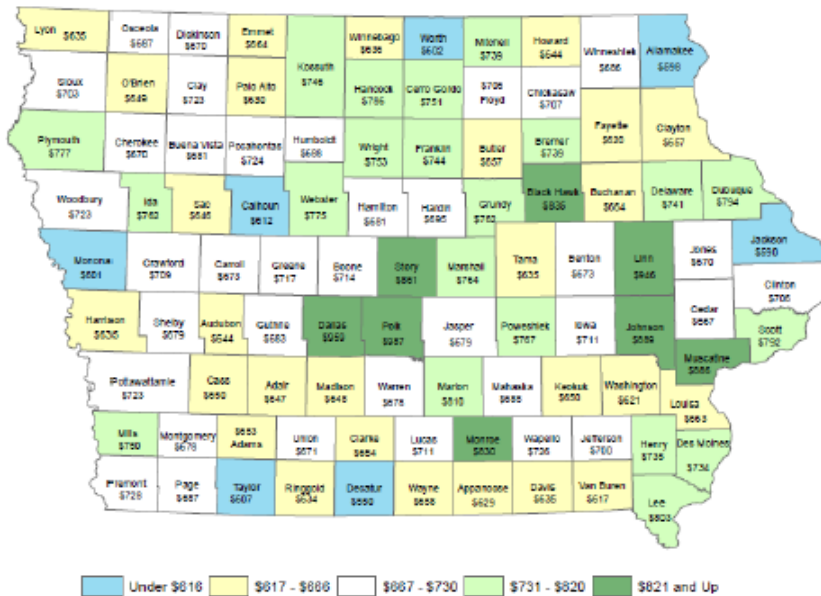 Lyon $635
Osceola
$687
Dickinson
$670
Emmet
$664
Winnebago
$636
Worth
$602
Mitchell
$739
Howard
$644
Winneshiek
$686
Allamakee
$598
Sioux
$703
O'Brien
$649
Clay
$723
Palo Alto
$630
Kossuth
$746
Hancock
$786
Cerro Gordo
$751
$706
Floyd
Chickasaw
$707
Plymouth
$777
Cherokee
$670
Buena Vista
$681
Pocahontas
$724
Humboldt
$698
Wright
$753
Franklin
$744
Butler
$657
Bremer
$739
Fayette
Clayton
$657
Woodbury
$723
Ida
$762
Sac
$646
Calhoun
$612
Webster
$775
Hamilton
$681
Hardin
$695
Grundy
$762
Black Hawk
$836
Buchanan
$664
Delaware
$741
Dubuque
$794
Monona
$601
Crawford
$709
Carroll
$673
Greene
$717
Boone
$714
Story
$861
Marshall
$764
Tama
$635
Benton
$673
Linn
$946
Jones
$670
Jackson
$590
Clinton
$706
Harrison
$636
Shelby
$679
Audubon
$644
Guthrie
$683
Dallas
$959
Polk
$987
Jasper
$679
Poweshiek
$767
Iowa
$711
Johnson
$889
Cedar
$667
Scott
$792
Muscatine
$886
Pottawattamie
$723
Cass
$650
Adair
$647
Madison
$648
Warren
$678
Marion
$810
Mahaska
$688
Keokuk
$650
Washington
$621
Louisa
$663
Mills
$750
Montgomery
$679
$653
Adams
Union
$671
Clarke
$664
Lucas
$711
Monroe
$830
Wapello
$726
Jefferson
$700
Henry
$735
Des Moines
$734
Fremont
$728
Page
$687
Taylor
$607
Ringgold
$634
Decatur
Wayne
$658
Appanoose
$629
Davis
$635
Van Buren
$617
Lee
$803
Under $616 $617 - $666 $667 - $730 $731 - $820 $821 and Up